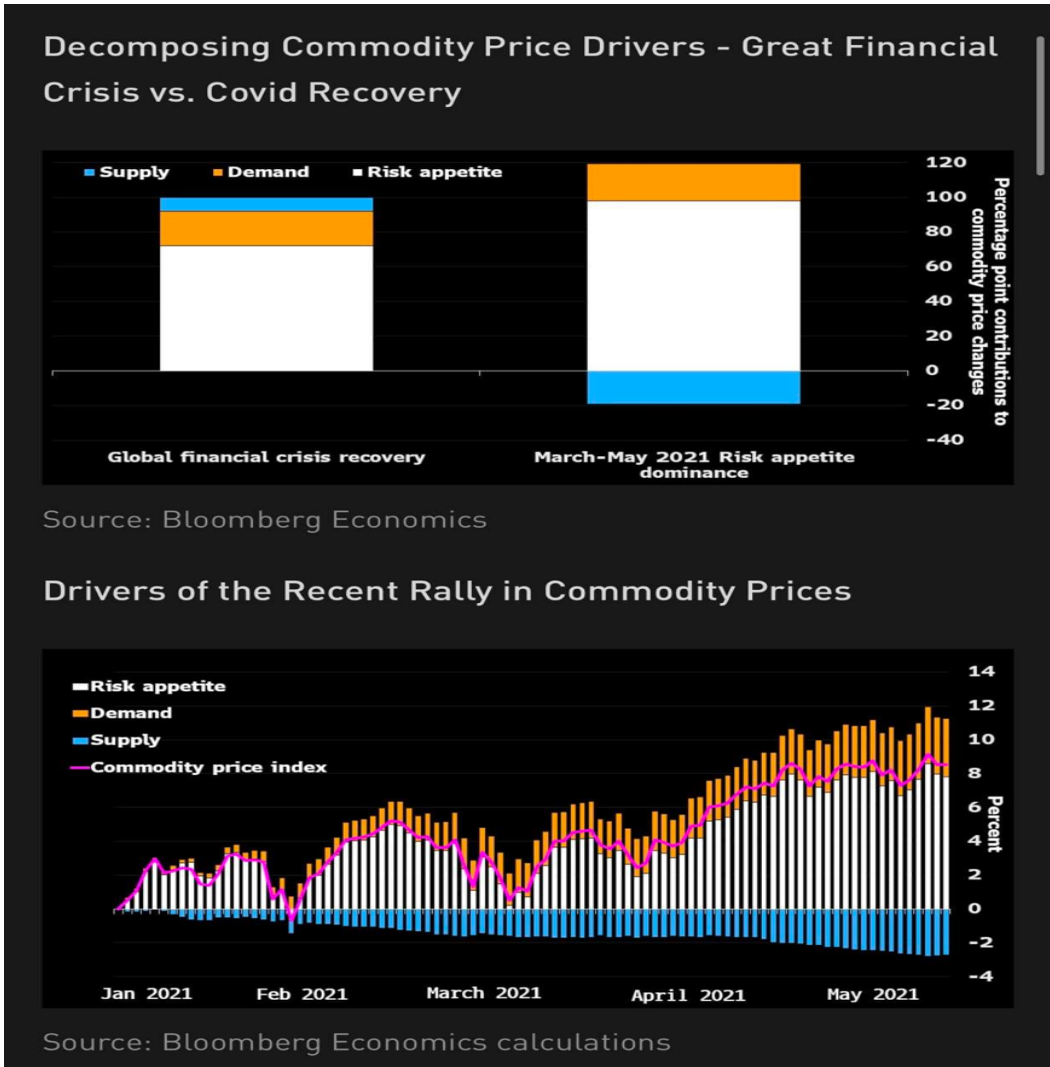 Decomposing Commodity Price Drivers - Great Financial
Crisis vs. Covid Recovery
Supply Demand Risk appetite
120
100
80
60
40
20
0
-20
-40
Percentage point contributions to
commodity price changes
Global financial crisis recovery
March-May 2021 Risk appetite
dominance
Source: Bloomberg Economics
Drivers of the Recent Rally in Commodity Prices
Risk appetite
Demand
Supply
Commodity price index
14
12
10
8
6
4
2
0
-2
-4
Percent
Jan 2021 Feb 2021 March 2021 April 2021 May 2021
Source: Bloomberg Economics calculations